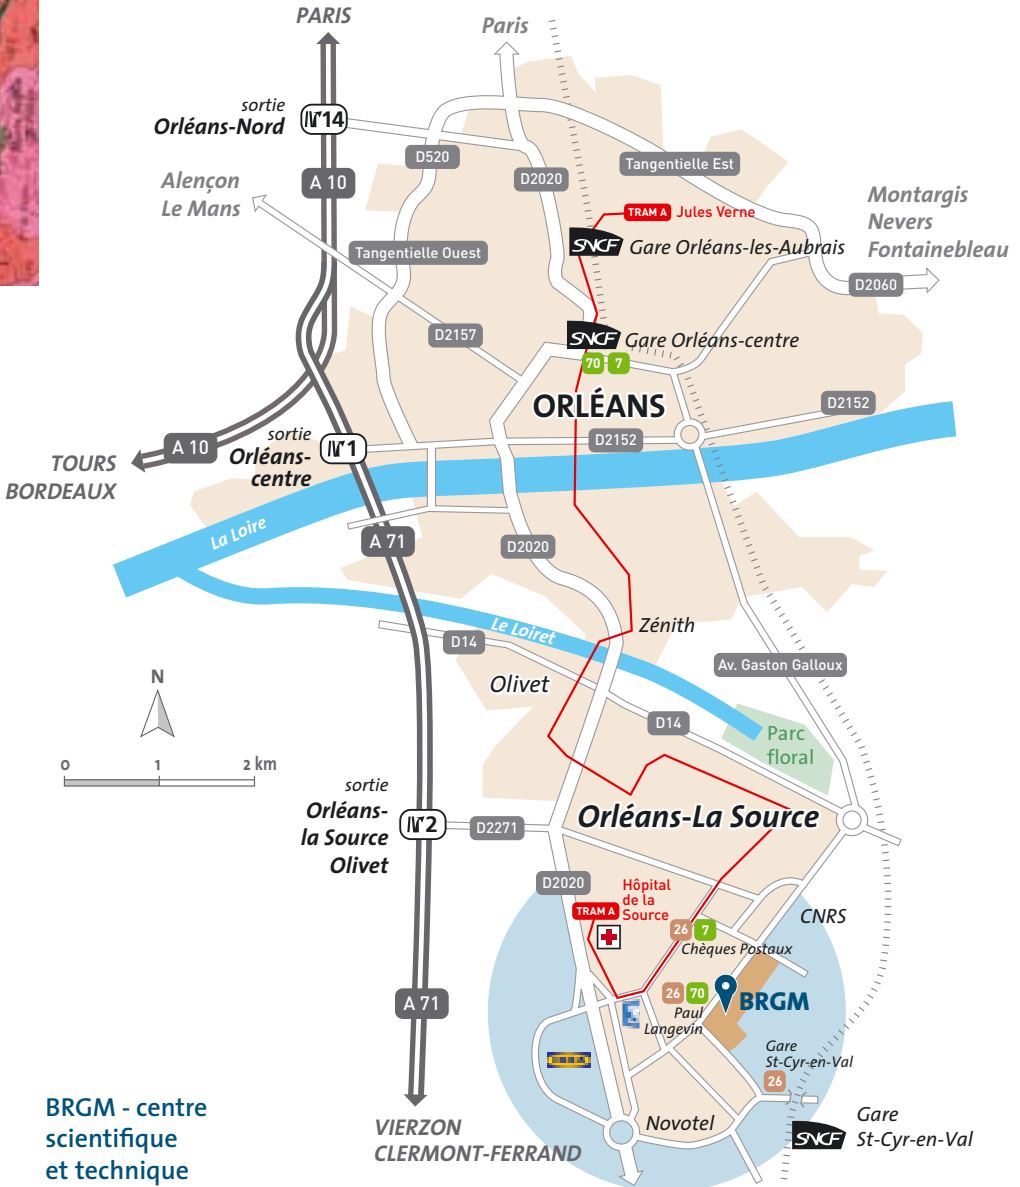 PARIS
Paris
sortie
Orléans-Nord
N°14
D520
D2020
Tangentielle Est
A 10
Alençon
Le Mans
TRAM A Jules Verne
Montargis
Nevers
Fontainebleau
SNCF Gare Orléans-les-Aubrais
Tangentielle Ouest
D2060
D2157
SNCF Gare Orléans-centre
70 7
ORLÉANS
D2152
D2152
A 10
TOURS
BORDEAUX
sortie
Orléans-
centre
N°1
La Loire
A 71
D2020
Le Loiret
D14
Zénith
Av. Gaston Galloux
Olivet
N
D14
Parc
floral
0 1 2 km
sortie
Orléans-
la Source
Olivet
N°2
D2271
Orléans-La Source
D2020
Hôpital
de la
Source
TRAM A
CNRS
26 7
Chèques Postaux
26 70
Paul
Langevin
BRGM
A 71
Gare
St-Cyr-en-Val
26
Novotel
SNCF
Gare
St-Cyr-en-Val
VIERZON
CLERMONT-FERRAND
BRGM - centre
scientifique
et technique